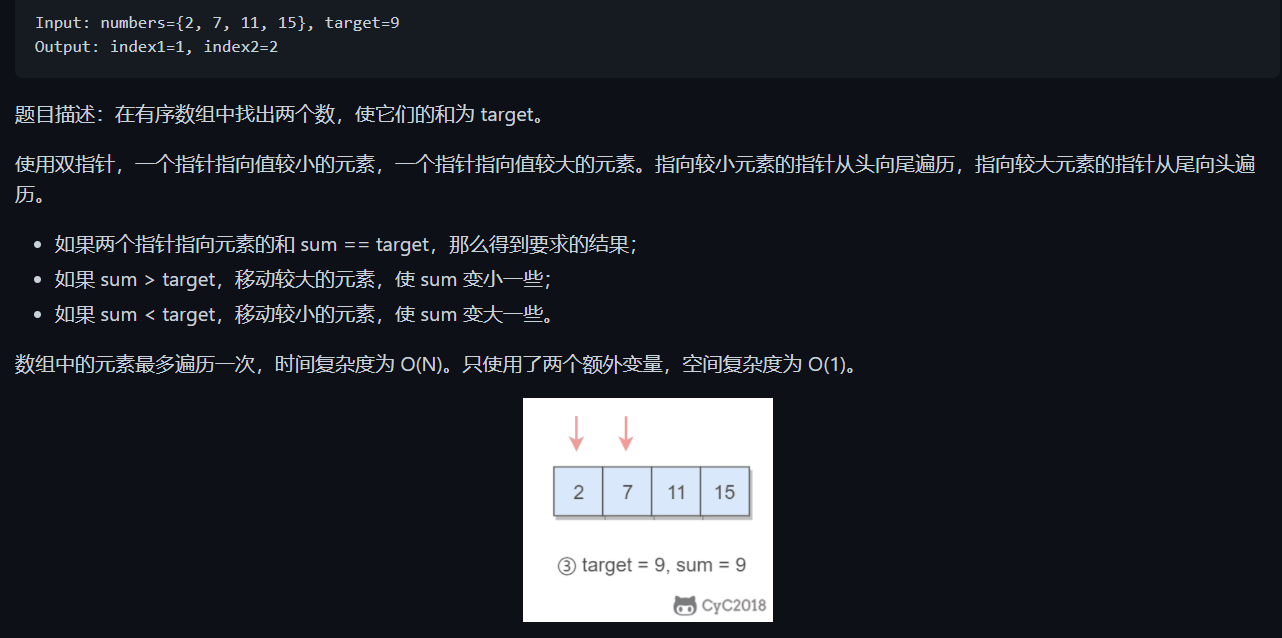 Input: numbers={2, 7, 11, 15}, target=9
Output: index1=1, index2=2
题目描述：在有序数组中找出两个数，使它们的和为 target。
使用双指针，一个指针指向值较小的元素，一个指针指向值较大的元素。指向较小元素的指针从头向尾遍历，指向较大元素的指针从尾向头遍
历。
• 如果两个指针指向元素的和 sum == target，那么得到要求的结果；
• 如果 sum > target，移动较大的元素，使 sum 变小一些；
• 如果 sum < target，移动较小的元素，使 sum 变大一些。
数组中的元素最多遍历一次，时间复杂度为 O(N)。只使用了两个额外变量，空间复杂度为 O(1)。
2 7 11 15
③ target = 9, sum = 9
CyC2018